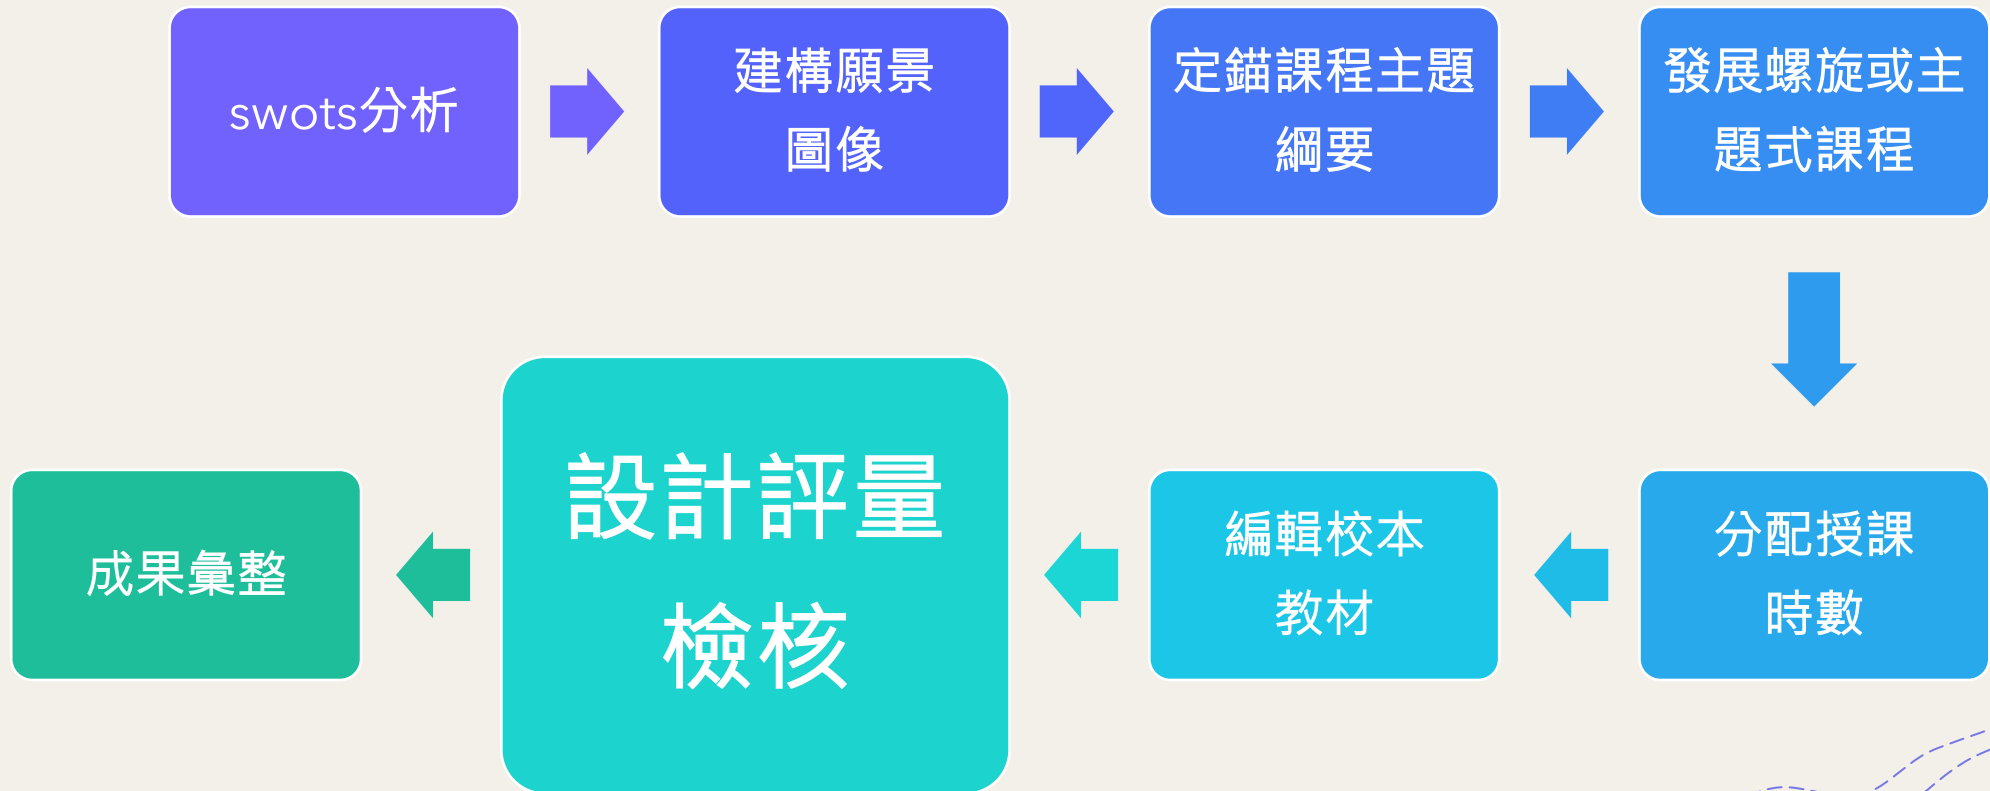 swots分析
建構願景
圖像
定錨課程主題
綱要
發展螺旋或主
題式課程
分配授課
時數
編輯校本
教材
設計評量
檢核
成果彙整